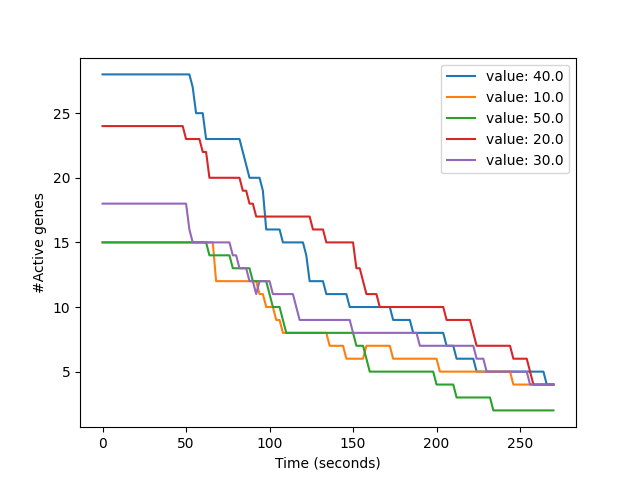 value: 40.0
value: 10.0
value: 50.0
value: 20.0
value: 30.0
#Active genes
25
20
15
10
5
0 50 100 150 200 250
Time (seconds)